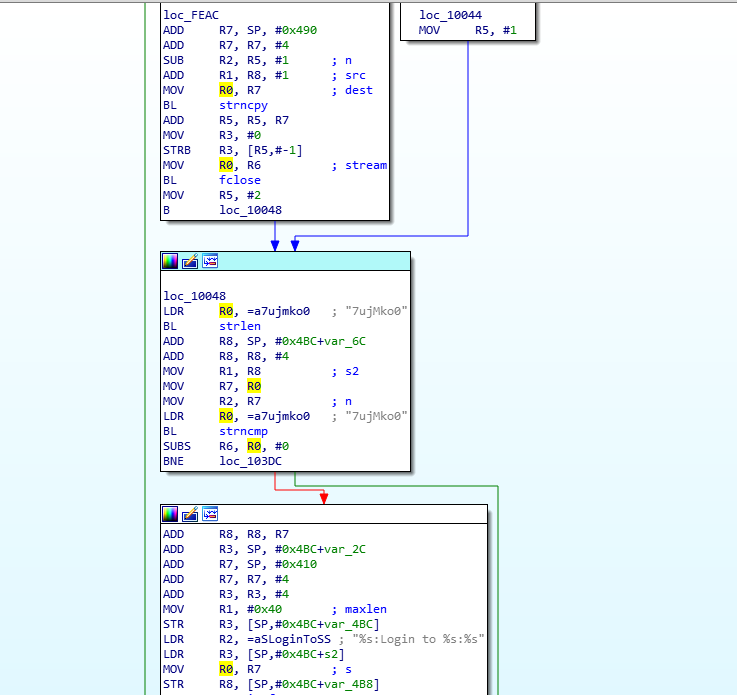 loc_FEAC
ADD R7, SP, #0x490
ADD R7, R7, #4
SUB R2, R5, #1 ; n
ADD R1, R8, #1 ; src
MOV R0, R7 ; dest
BL strncpy
ADD R5, R5, R7
MOV R3, #0
STRB R3, [R5,#-1]
MOV R0, R6 ; stream
BL fclose
MOV R5, #2
B loc_10048
loc_10044
MOV R5, #1
loc_10048
LDR R0, =a7ujmko0 ; "7ujMko0"
BL strlen
ADD R8, SP, #0x4BC+var_6C
ADD R8, R8, #4
MOV R1, R8 ; s2
MOV R7, R0
MOV R2, R7 ; n
LDR R0, =a7ujmko0 ; "7ujMko0"
BL strncmp
SUBS R6, R0, #0
BNE loc_103DC
ADD R8, R8, R7
ADD R3, SP, #0x4BC+var_2C
ADD R7, SP, #0x410
ADD R7, R7, #4
ADD R3, R3, #4
MOV R1, #0x40 ; maxlen
STR R3, [SP,#0x4BC+var_4BC]
LDR R2, =aSLoginToSS ; "%s:Login to %s:%s"
LDR R3, [SP,#0x4BC+s2]
MOV R0, R7 ; s
STR R8, [SP,#0x4BC+var_4B8]